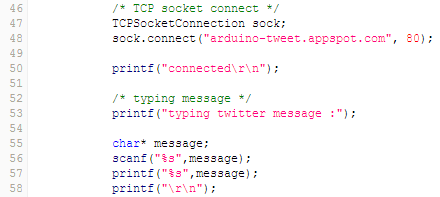 46 /* TCP socket connect */
47 TCPSocketConnection sock;
48 sock.connect("arduino-tweet.appspot.com", 80);
49
50 printf("connected\r\n");
51
52 /* typing message */
53 printf("typing twitter message :");
54
55 char* message;
56 scanf("%s",message);
57 printf("%s",message);
58 printf("\r\n");